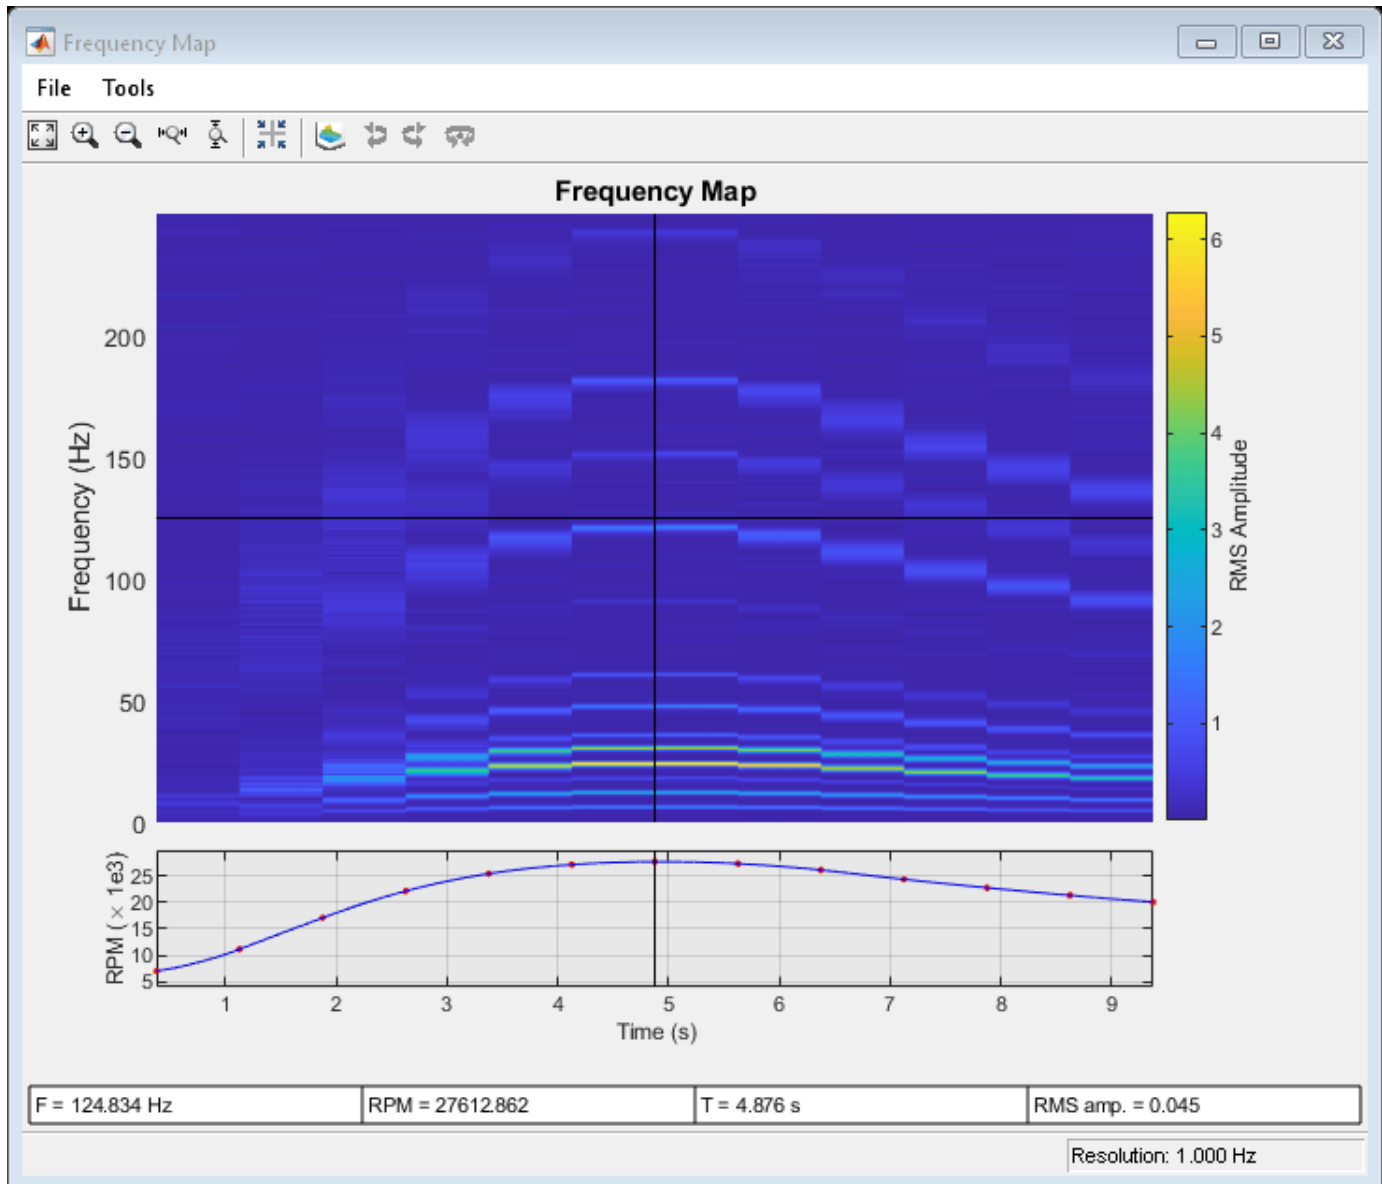 Frequency Map
File Tools
Frequency Map
Frequency (Hz)
200
150
100
50
0
6
5
4
3
2
1
RMS Amplitude
RPM ( × 1e3)
25
20
15
10
5
1 2 3 4 5 6 7 8 9
Time (s)
F = 124.834 Hz RPM = 27612.862 T = 4.876 s RMS amp. = 0.045
Resolution: 1.000 Hz